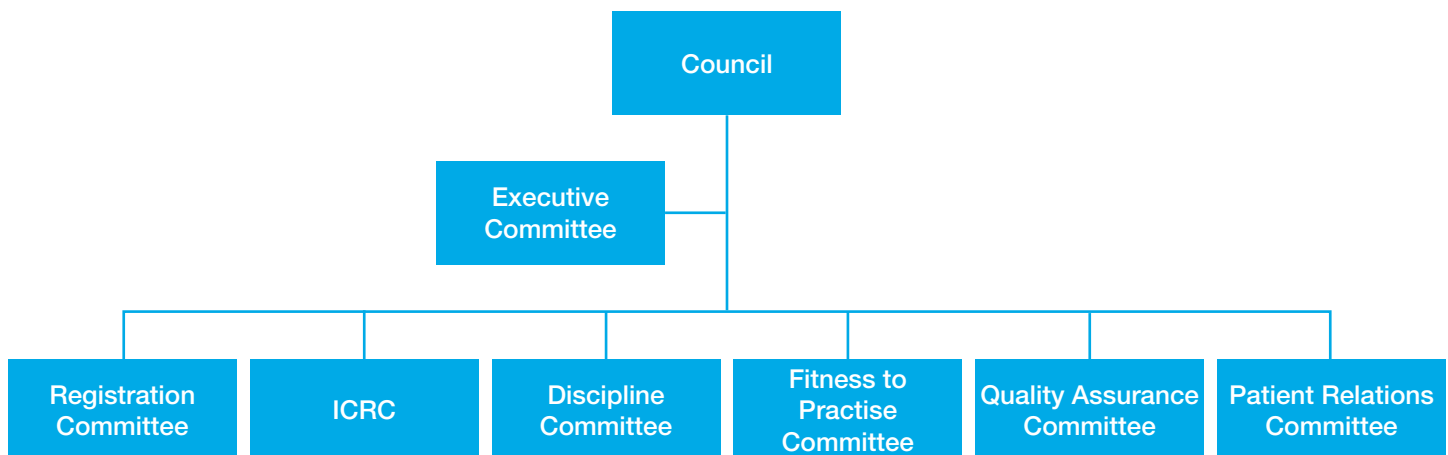 Council
Executive
Committee
Registration
Committee
ICRC
Discipline
Committee
Fitness to
Practise
Committee
Quality Assurance
Committee
Patient Relations
Committee